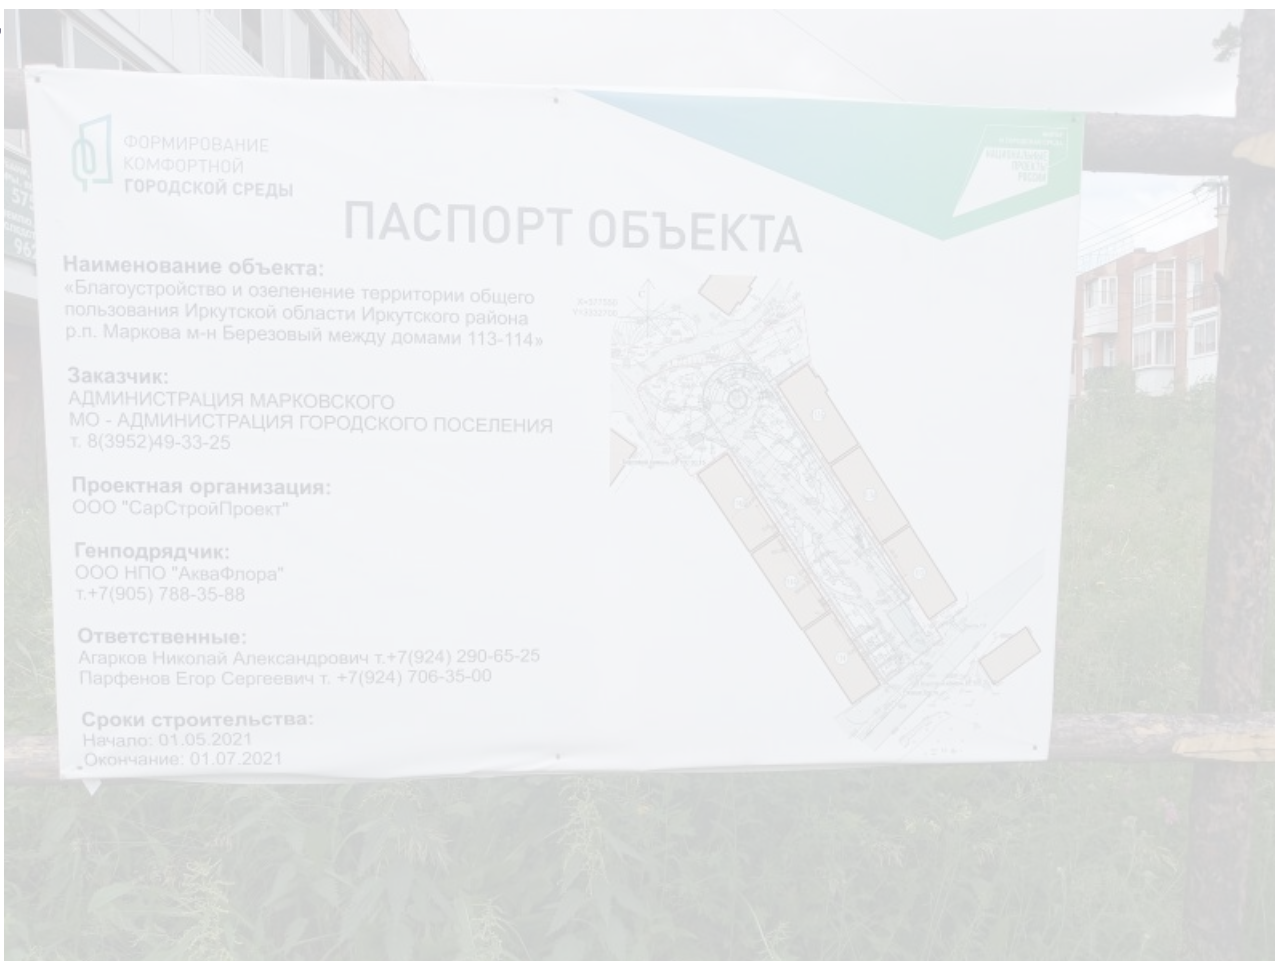 ФОРМИРОВАНИЕ
КОМФОРТНОЙ
ГОРОДСКОЙ СРЕДЫ
НАЦИОНАЛЬНЫЕ
ПРОЕКТЫ
РОССИИ
ПАСПОРТ ОБЪЕКТА
Наименование объекта:
«Благоустройство и озеленение территории общего
пользования Иркутской области Иркутского района
р.п. Маркова м-н Березовый между домами 113-114»
Заказчик:
АДМИНИСТРАЦИЯ МАРКОВСКОГО
МО - АДМИНИСТРАЦИЯ ГОРОДСКОГО ПОСЕЛЕНИЯ
т. 8(3952)49-33-25
Проектная организация:
ООО "СарСтройПроект"
Генподрядчик:
ООО НПО "АкваФлора"
т.+7(905) 788-35-88
Ответственные:
Агарков Николай Александрович т.+7(924) 290-65-25
Парфенов Егор Сергеевич т. +7(924) 706-35-00
Сроки строительства:
Начало: 01.05.2021
Окончание: 01.07.2021